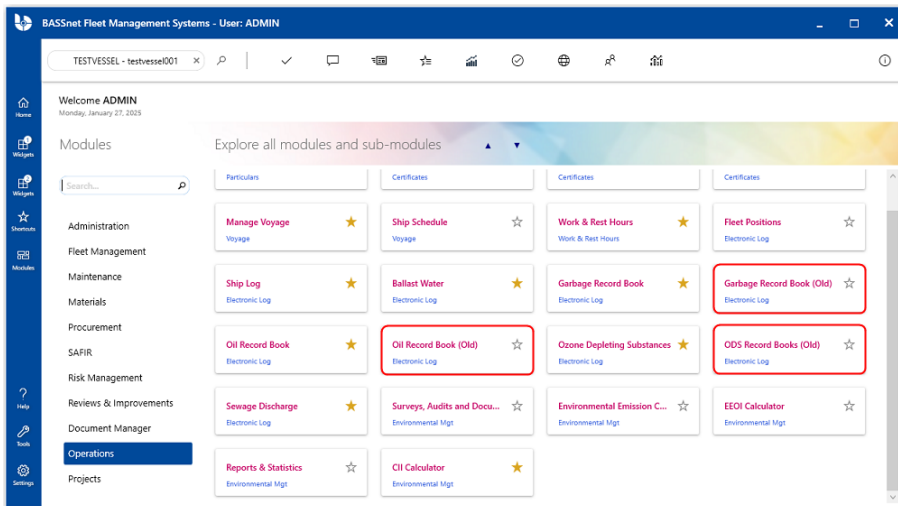 BASSnet Fleet Management Systems - User: ADMIN
TESTVESSEL - testvessel001
Welcome ADMIN
Monday, January 27, 2025
Home
1
Widgets
2
Widgets
Shortcuts
Modules
Help
Tools
Settings
Modules
Search...
Administration
Fleet Management
Maintenance
Materials
Procurement
SAFIR
Risk Management
Reviews & Improvements
Document Manager
Operations
Projects
Explore all modules and sub-modules
Particulars
Certificates
Certificates
Certificates
Manage Voyage
Voyage
Ship Schedule
Voyage
Work & Rest Hours
Work & Rest Hours
Fleet Positions
Electronic Log
Ship Log
Electronic Log
Ballast Water
Electronic Log
Garbage Record Book
Electronic Log
Garbage Record Book (Old)
Electronic Log
Oil Record Book
Electronic Log
Oil Record Book (Old)
Electronic Log
Ozone Depleting Substances
Electronic Log
ODS Record Books (Old)
Electronic Log
Sewage Discharge
Electronic Log
Surveys, Audits and Docu...
Environmental Mgt
Environmental Emission C...
Environmental Mgt
EEOI Calculator
Environmental Mgt
Reports & Statistics
Environmental Mgt
CII Calculator
Environmental Mgt